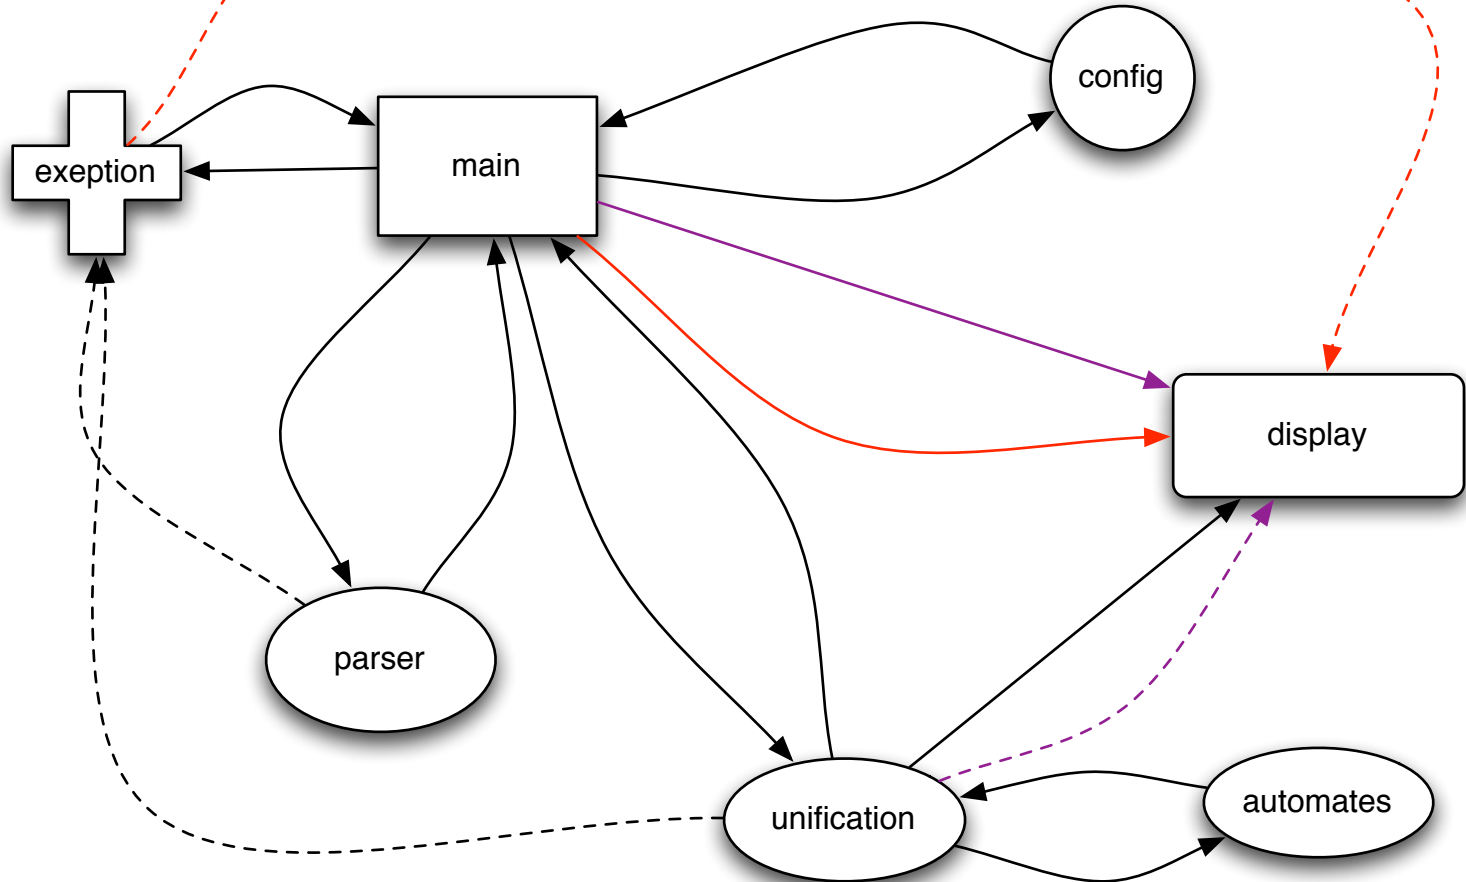 config
exeption
main
display
parser
unification
automates